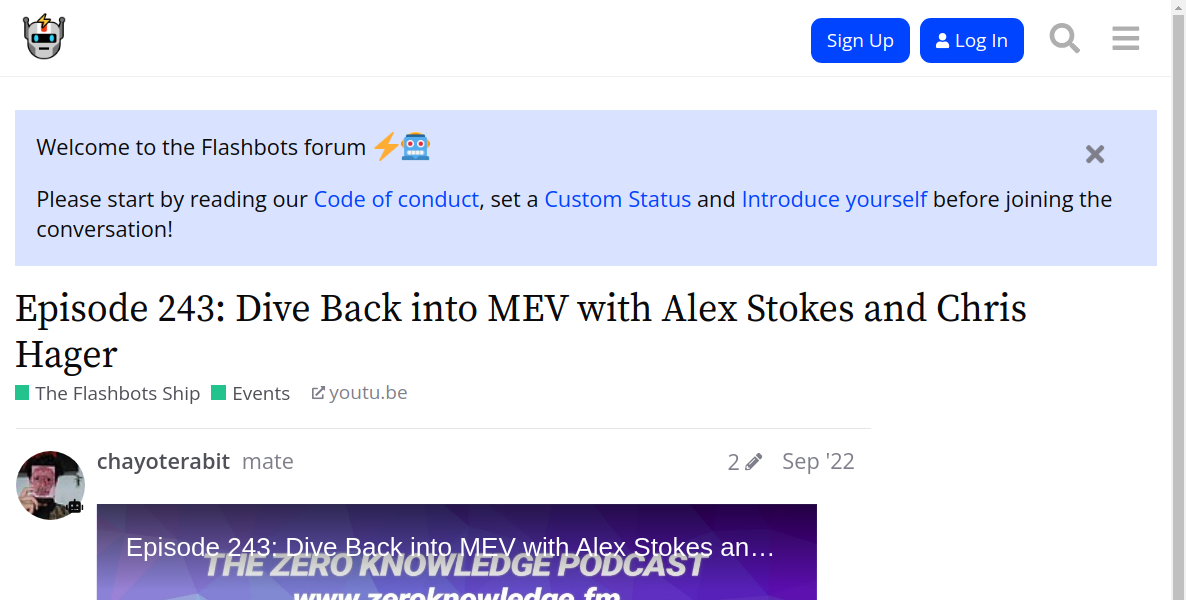 Sign Up
Log In
Welcome to the Flashbots forum
Please start by reading our Code of conduct, set a Custom Status and Introduce yourself before joining the
conversation!
Episode 243: Dive Back into MEV with Alex Stokes and Chris
Hager
The Flashbots Ship Events youtu.be
chayoterabit mate 2 Sep '22
Episode 243: Dive Back into MEV with Alex Stokes an…
THE ZERO KNOWLEDGE PODCAST
www.zeroknowledge.fm